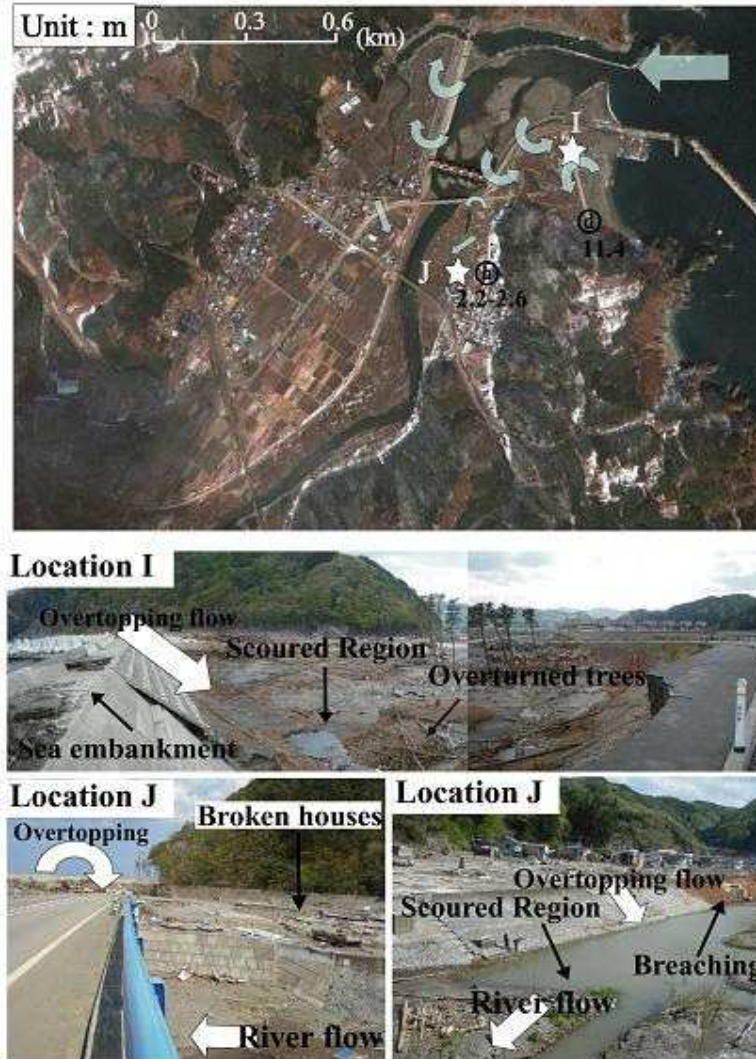 Unit : m
0 0.3 0.6
(km)
I
d
11.4
J
h
2.2-2.6
Location I
Overtopping flow
Scoured Region
Overturned trees
Sea embankment
Location J
Overtopping
Broken houses
River flow
Location J
Overtopping flow
Scoured Region
Breaching
River flow